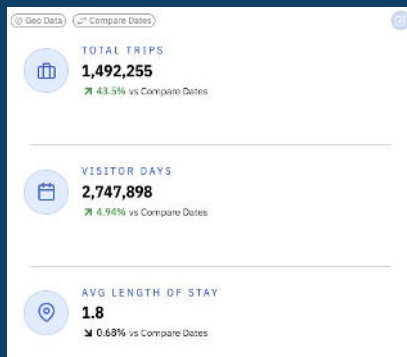 Geo Data Compare Dates
TOTAL TRIPS
1,492,255
43.5% vs Compare Dates
VISITOR DAYS
2,747,898
4.94% vs Compare Dates
AVG LENGTH OF STAY
1.8
0.68% vs Compare Dates